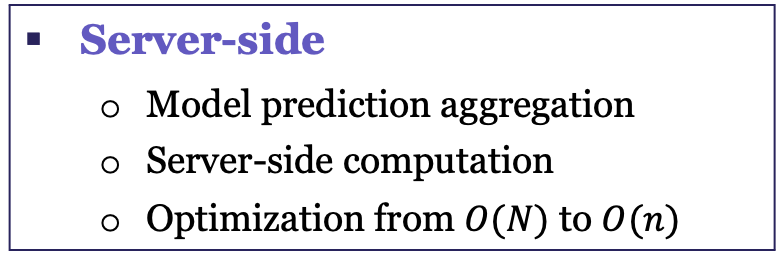 ▪ Server-side
o Model prediction aggregation
o Server-side computation
o Optimization from O(N) to O(n)